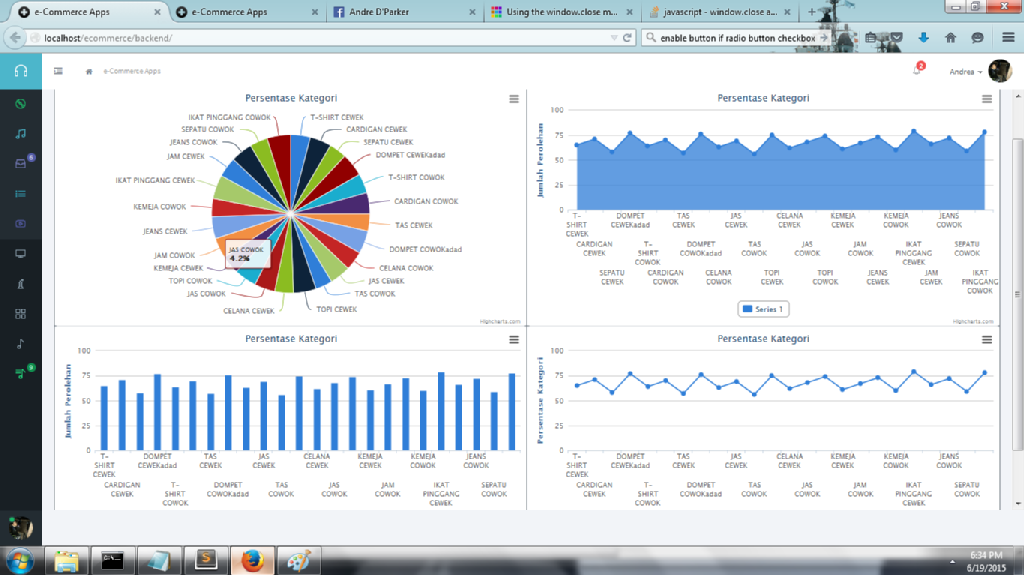 e-Commerce Apps
e-Commerce Apps
Andre D'Parker
Using the window.close m...
javascript - window.close a...
localhost/ecommerce/backend/
enable button if radio button checkbox
e-Commerce Apps
2
Andrea
6
9
Persentase Kategori
IKAT PINGGANG COWOK
T-SHIRT CEWEK
SEPATU COWOK
CARDIGAN CEWEK
JEANS COWOK
SEPATU CEWEK
JAM CEWEK
DOMPET CEWEKadad
IKAT PINGGANG CEWEK
T-SHIRT COWOK
KEMEJA COWOK
CARDIGAN COWOK
JEANS CEWEK
TAS CEWEK
JAM COWOK
DOMPET COWOKadad
KEMEJA CEWEK
CELANA COWOK
TOPI COWOK
JAS CEWEK
JAS COWOK
TAS COWOK
CELANA CEWEK
TOPI CEWEK
JAS COWOK
4.2%
Highcharts.com
Persentase Kategori
Jumlah Perolehan
100
75
50
25
0
T-
SHIRT
CEWEK
DOMPET
CEWEKadad
TAS
CEWEK
JAS
CEWEK
CELANA
CEWEK
KEMEJA
CEWEK
KEMEJA
COWOK
JEANS
COWOK
CARDIGAN
CEWEK
T-
SHIRT
COWOK
DOMPET
COWOKadad
TAS
COWOK
JAS
COWOK
JAM
COWOK
IKAT
PINGGANG
CEWEK
SEPATU
COWOK
SEPATU
CEWEK
CARDIGAN
COWOK
CELANA
COWOK
TOPI
CEWEK
TOPI
COWOK
JEANS
CEWEK
JAM
CEWEK
IKAT
PINGGANG
COWOK
Series 1
Highcharts.com
Persentase Kategori
Jumlah Perolehan
100
75
50
25
0
T-
SHIRT
CEWEK
DOMPET
CEWEKadad
TAS
CEWEK
JAS
CEWEK
CELANA
CEWEK
KEMEJA
CEWEK
KEMEJA
COWOK
JEANS
COWOK
CARDIGAN
CEWEK
T-
SHIRT
COWOK
DOMPET
COWOKadad
TAS
COWOK
JAS
COWOK
JAM
COWOK
IKAT
PINGGANG
CEWEK
SEPATU
COWOK
Persentase Kategori
Persentase Kategori
100
75
50
25
0
T-
SHIRT
CEWEK
DOMPET
CEWEKadad
TAS
CEWEK
JAS
CEWEK
CELANA
CEWEK
KEMEJA
CEWEK
KEMEJA
COWOK
JEANS
COWOK
CARDIGAN
CEWEK
T-
SHIRT
COWOK
DOMPET
COWOKadad
TAS
COWOK
JAS
COWOK
JAM
COWOK
IKAT
PINGGANG
CEWEK
SEPATU
COWOK
6:34 PM
6/19/2015